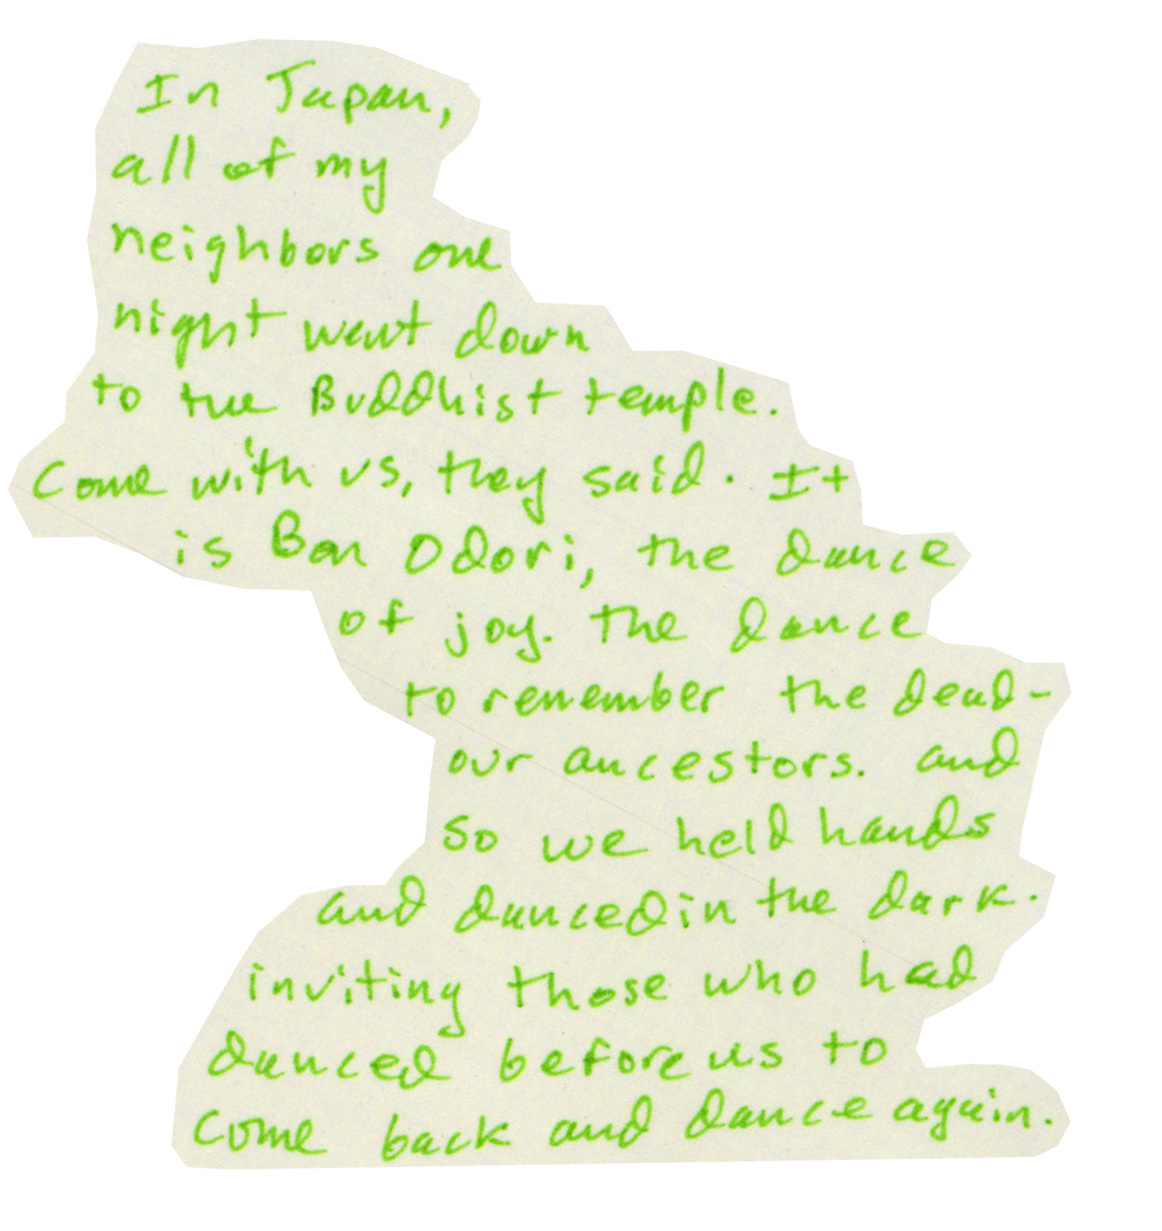 In Japan,
all of my
neighbors one
night went down
to the Buddhist temple.
Come with us, they said. It
is Bon Odori, the dance
of joy. The dance
to remember the dead-
our ancestors. and
so we held hands
and danced in the dark.
inviting those who had
danced before us to
come back and dance again.